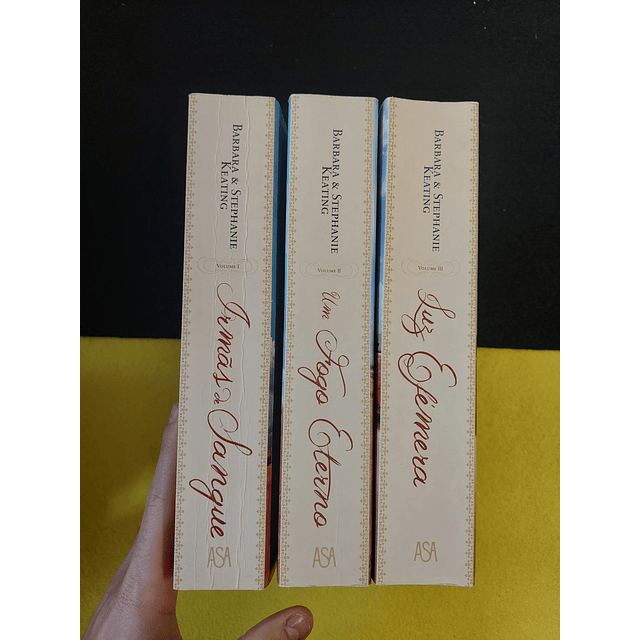 BARBARA & STEPHANIE
KEATING
VOLUME I
Irmãs de Sangue
ASA
BARBARA & STEPHANIE
KEATING
VOLUME II
Um Fogo Eterno
ASA
BARBARA & STEPHANIE
KEATING
VOLUME III
Luz Efémera
ASA